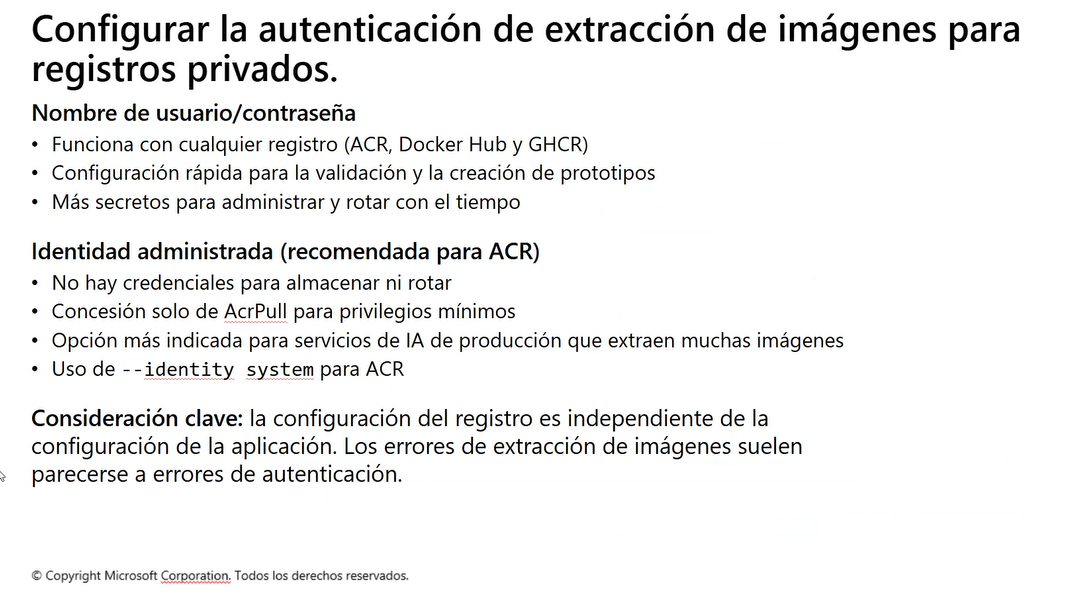 Configurar la autenticación de extracción de imágenes para
registros privados.
Nombre de usuario/contraseña
• Funciona con cualquier registro (ACR, Docker Hub y GHCR)
• Configuración rápida para la validación y la creación de prototipos
• Más secretos para administrar y rotar con el tiempo
Identidad administrada (recomendada para ACR)
• No hay credenciales para almacenar ni rotar
• Concesión solo de AcrPull para privilegios mínimos
• Opción más indicada para servicios de IA de producción que extraen muchas imágenes
• Uso de --identity system para ACR
Consideración clave: la configuración del registro es independiente de la
configuración de la aplicación. Los errores de extracción de imágenes suelen
parecerse a errores de autenticación.
© Copyright Microsoft Corporation. Todos los derechos reservados.